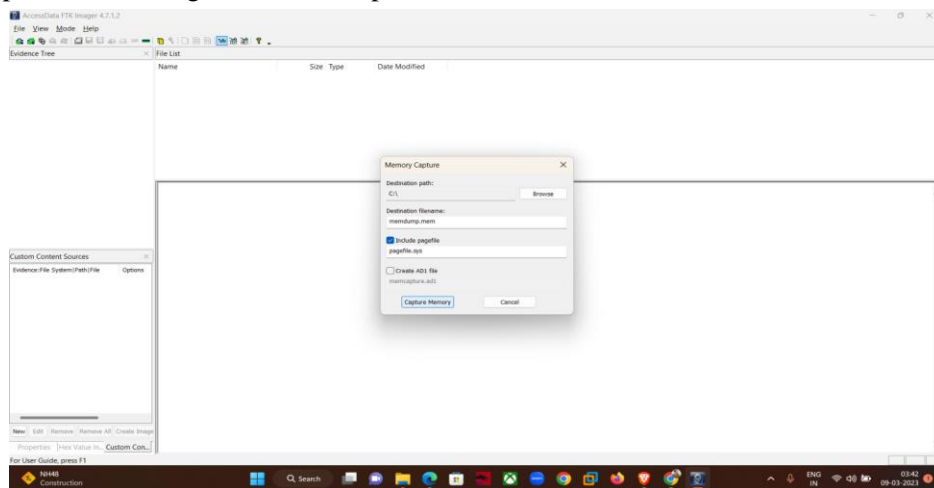 AccessData FTK Imager 4.7.1.2
File View Mode Help
Evidence Tree
File List
Name Size Type Date Modified
Memory Capture
Destination path:
C:\
Browse
Destination filename:
memdump.mem
Include pagefile
pagefile.sys
Create AD1 file
memcapture.ad1
Capture Memory Cancel
Custom Content Sources
Evidence:File System|Path|File Options
New Edit Remove Remove All Create Image
Properties Hex Value In... Custom Con...
For User Guide, press F1
NH48
Construction
Search
ENG
IN
03:42
09-03-2023